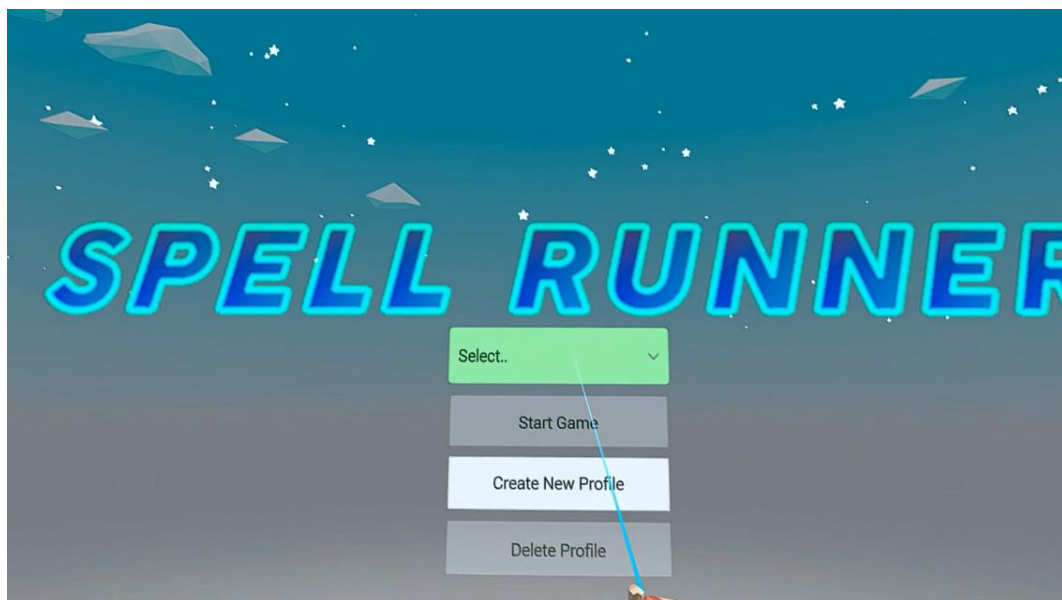 SPELL RUNNER
Select..
Start Game
Create New Profile
Delete Profile